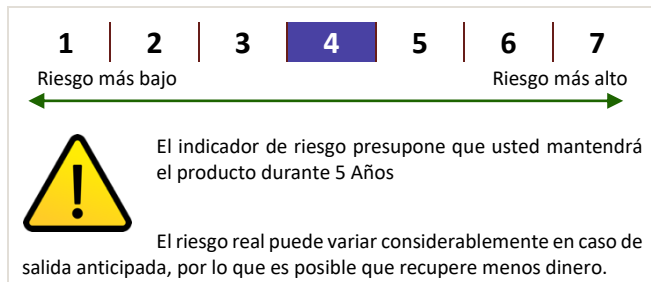 1 2 3 4 5 6 7
Riesgo más bajo Riesgo más alto
El indicador de riesgo presupone que usted mantendrá
el producto durante 5 Años
El riesgo real puede variar considerablemente en caso de
salida anticipada, por lo que es posible que recupere menos dinero.